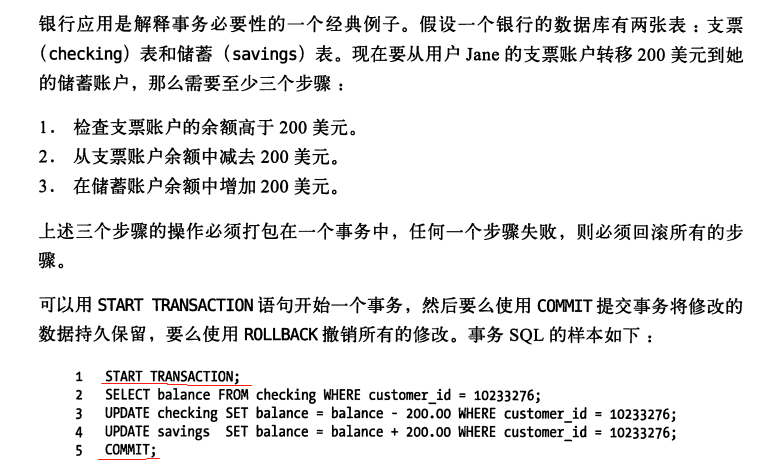 银行应用是解释事务必要性的一个经典例子。假设一个银行的数据库有两张表：支票
（checking）表和储蓄（savings）表。现在要从用户 Jane 的支票账户转移 200 美元到她
的储蓄账户，那么需要至少三个步骤：
1. 检查支票账户的余额高于 200 美元。
2. 从支票账户余额中减去 200 美元。
3. 在储蓄账户余额中增加 200 美元。
上述三个步骤的操作必须打包在一个事务中，任何一个步骤失败，则必须回滚所有的步
骤。
可以用 START TRANSACTION 语句开始一个事务，然后要么使用 COMMIT 提交事务将修改的
数据持久保留，要么使用 ROLLBACK 撤销所有的修改。事务 SQL 的样本如下：
1 START TRANSACTION;
2 SELECT balance FROM checking WHERE customer_id = 10233276;
3 UPDATE checking SET balance = balance - 200.00 WHERE customer_id = 10233276;
4 UPDATE savings SET balance = balance + 200.00 WHERE customer_id = 10233276;
5 COMMIT;